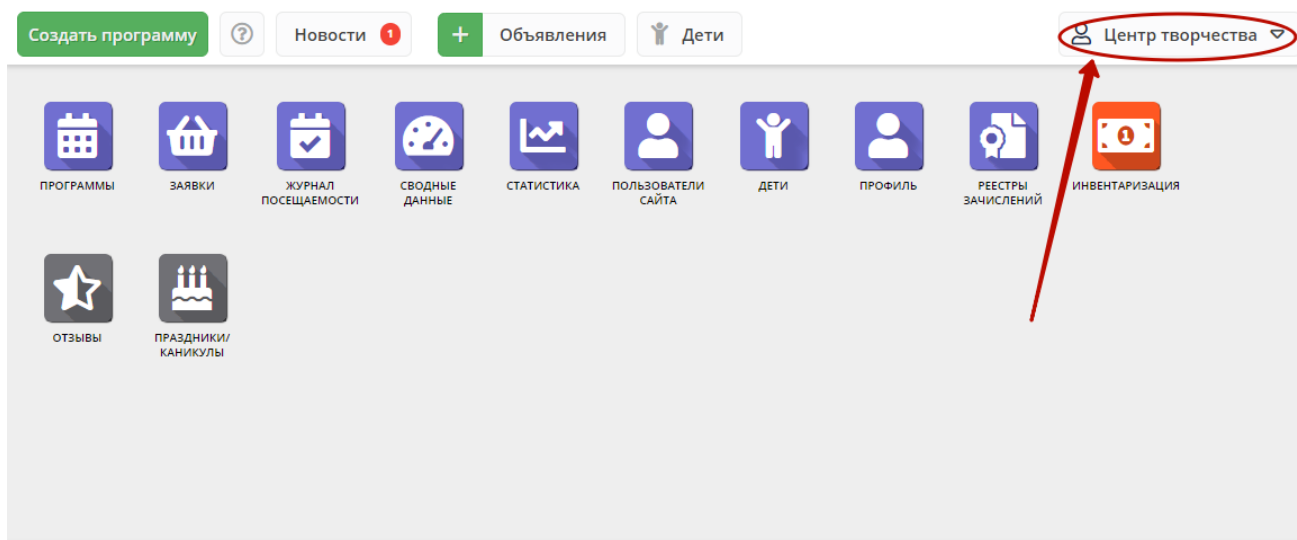 Создать программу
?
Новости 1
+ Объявления
Дети
Центр творчества
ПРОГРАММЫ
ЗАЯВКИ
ЖУРНАЛ
ПОСЕЩАЕМОСТИ
СВОДНЫЕ
ДАННЫЕ
СТАТИСТИКА
ПОЛЬЗОВАТЕЛИ
САЙТА
ДЕТИ
ПРОФИЛЬ
РЕЕСТРЫ
ЗАЧИСЛЕНИЙ
1
ИНВЕНТАРИЗАЦИЯ
ОТЗЫВЫ
ПРАЗДНИКИ/
КАНИКУЛЫ